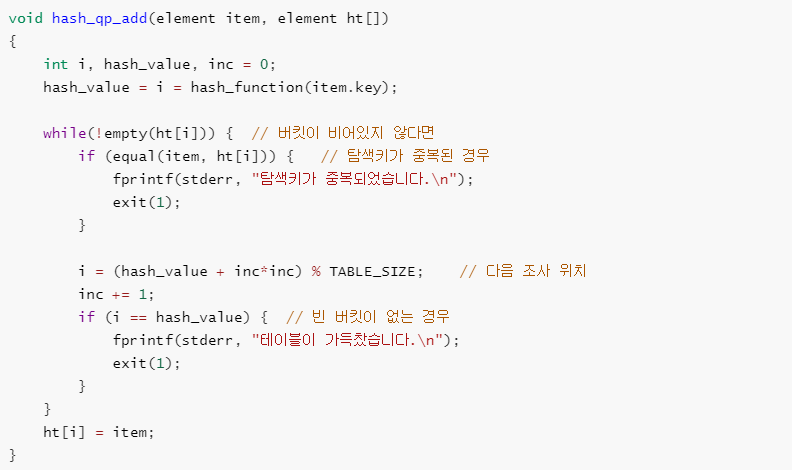 void hash_qp_add(element item, element ht[])
{
    int i, hash_value, inc = 0;
    hash_value = i = hash_function(item.key);

    while(!empty(ht[i])) {  // 버킷이 비어있지 않다면
        if (equal(item, ht[i])) {   // 탐색키가 중복된 경우
            fprintf(stderr, "탐색키가 중복되었습니다.\n");
            exit(1);
        }

        i = (hash_value + inc*inc) % TABLE_SIZE;    // 다음 조사 위치
        inc += 1;
        if (i == hash_value) {  // 빈 버킷이 없는 경우
            fprintf(stderr, "테이블이 가득찼습니다.\n");
            exit(1);
        }
    }
    ht[i] = item;
}